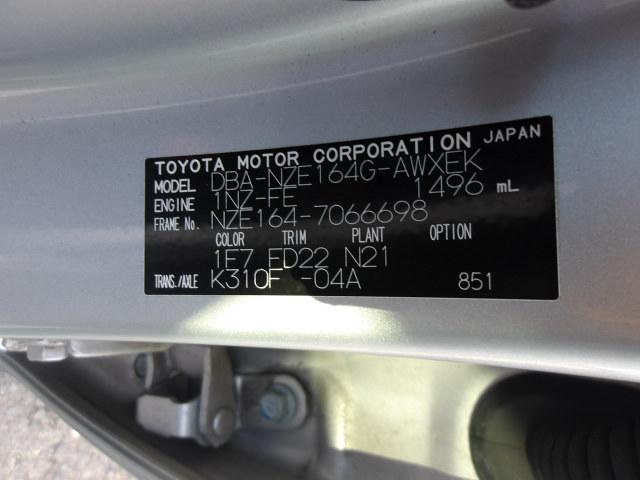 TOYOTA MOTOR CORPORATION JAPAN
MODEL DBA-NZE164G-AWXEK
ENGINE 1NZ-FE 1496 mL
FRAME No. NZE164-7066698
COLOR TRIM PLANT OPTION
1F7 FD22 N21
TRANS./AXLE K310F -04A 851